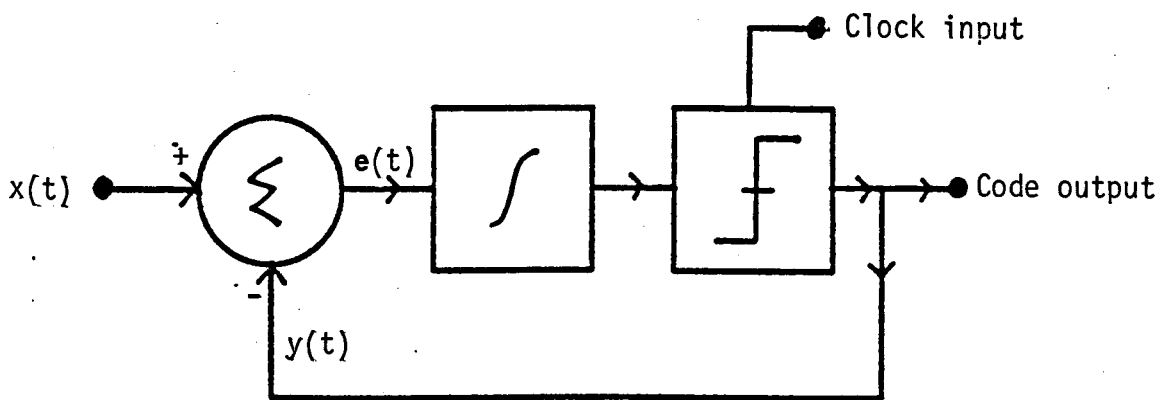 Clock input
+
e(t)
x(t)
Σ
∫
Code output
-
y(t)